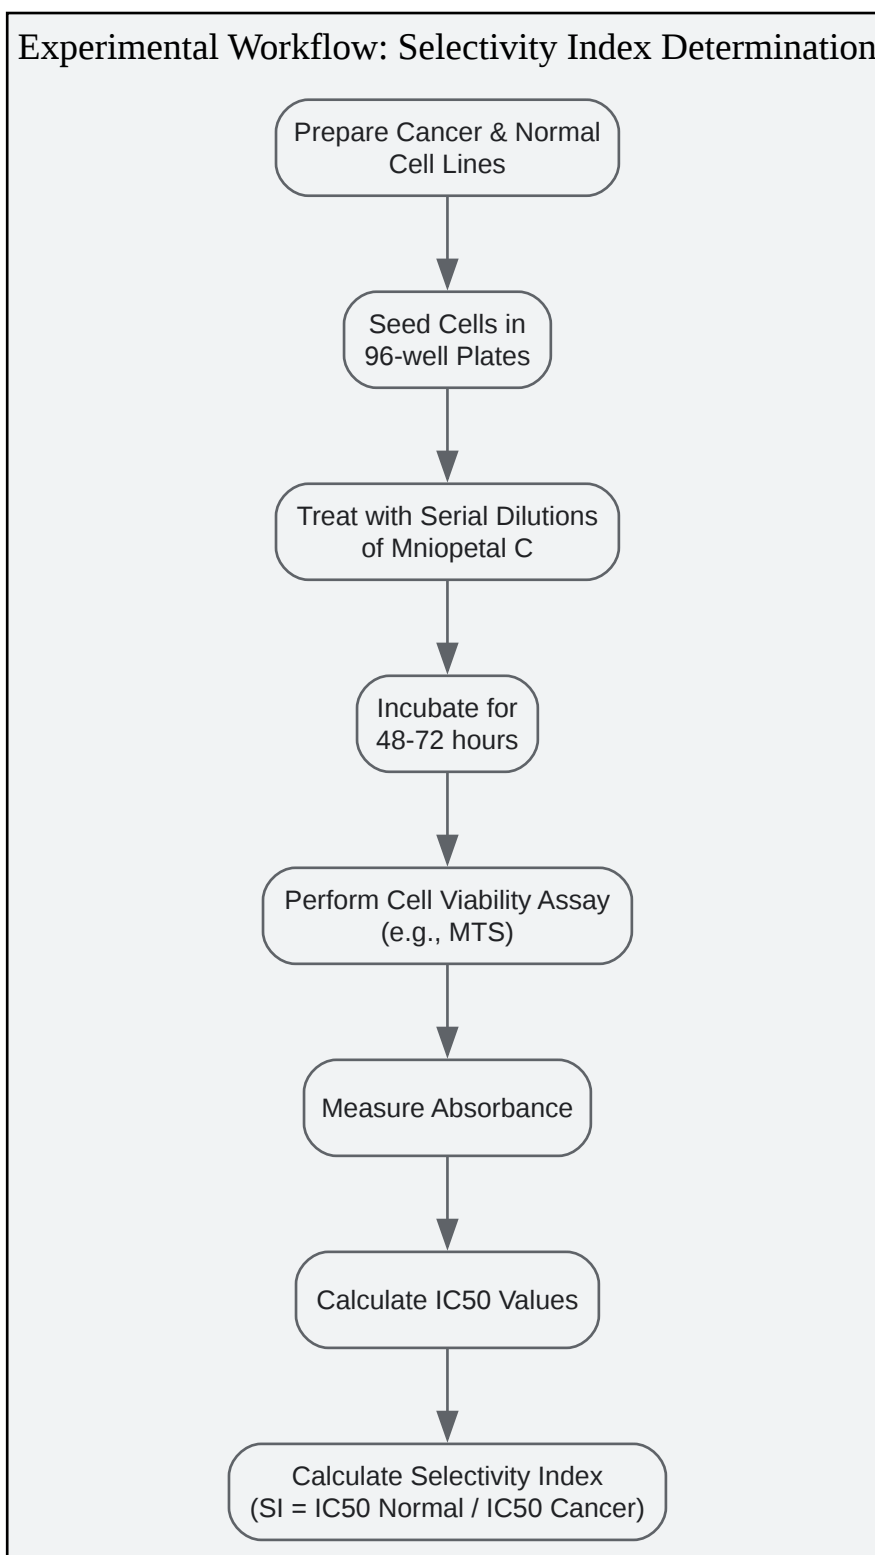 Experimental Workflow: Selectivity Index Determination
Prepare Cancer & Normal
Cell Lines
Seed Cells in
96-well Plates
Treat with Serial Dilutions
of Mniopetal C
Incubate for
48-72 hours
Perform Cell Viability Assay
(e.g., MTS)
Measure Absorbance
Calculate IC50 Values
Calculate Selectivity Index
(SI = IC50 Normal / IC50 Cancer)